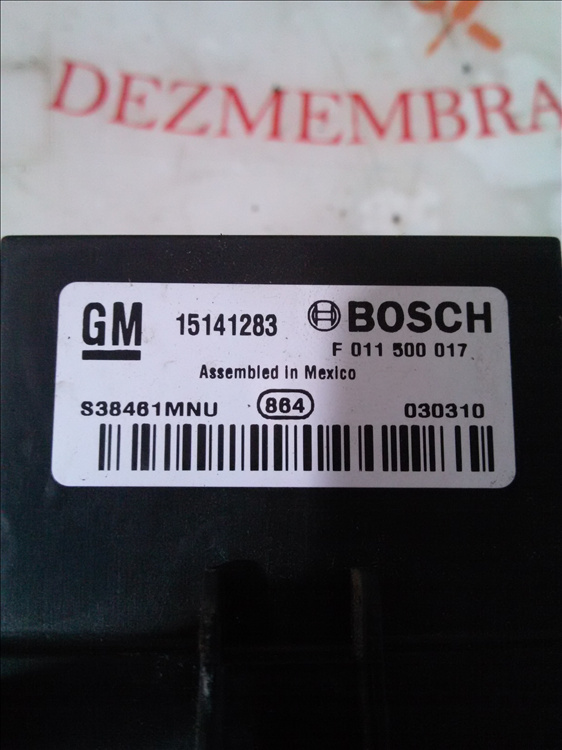 DEZMEMBRA
GM 15141283 BOSCH
F 011 500 017
Assembled in Mexico
S38461MNU 864 030310